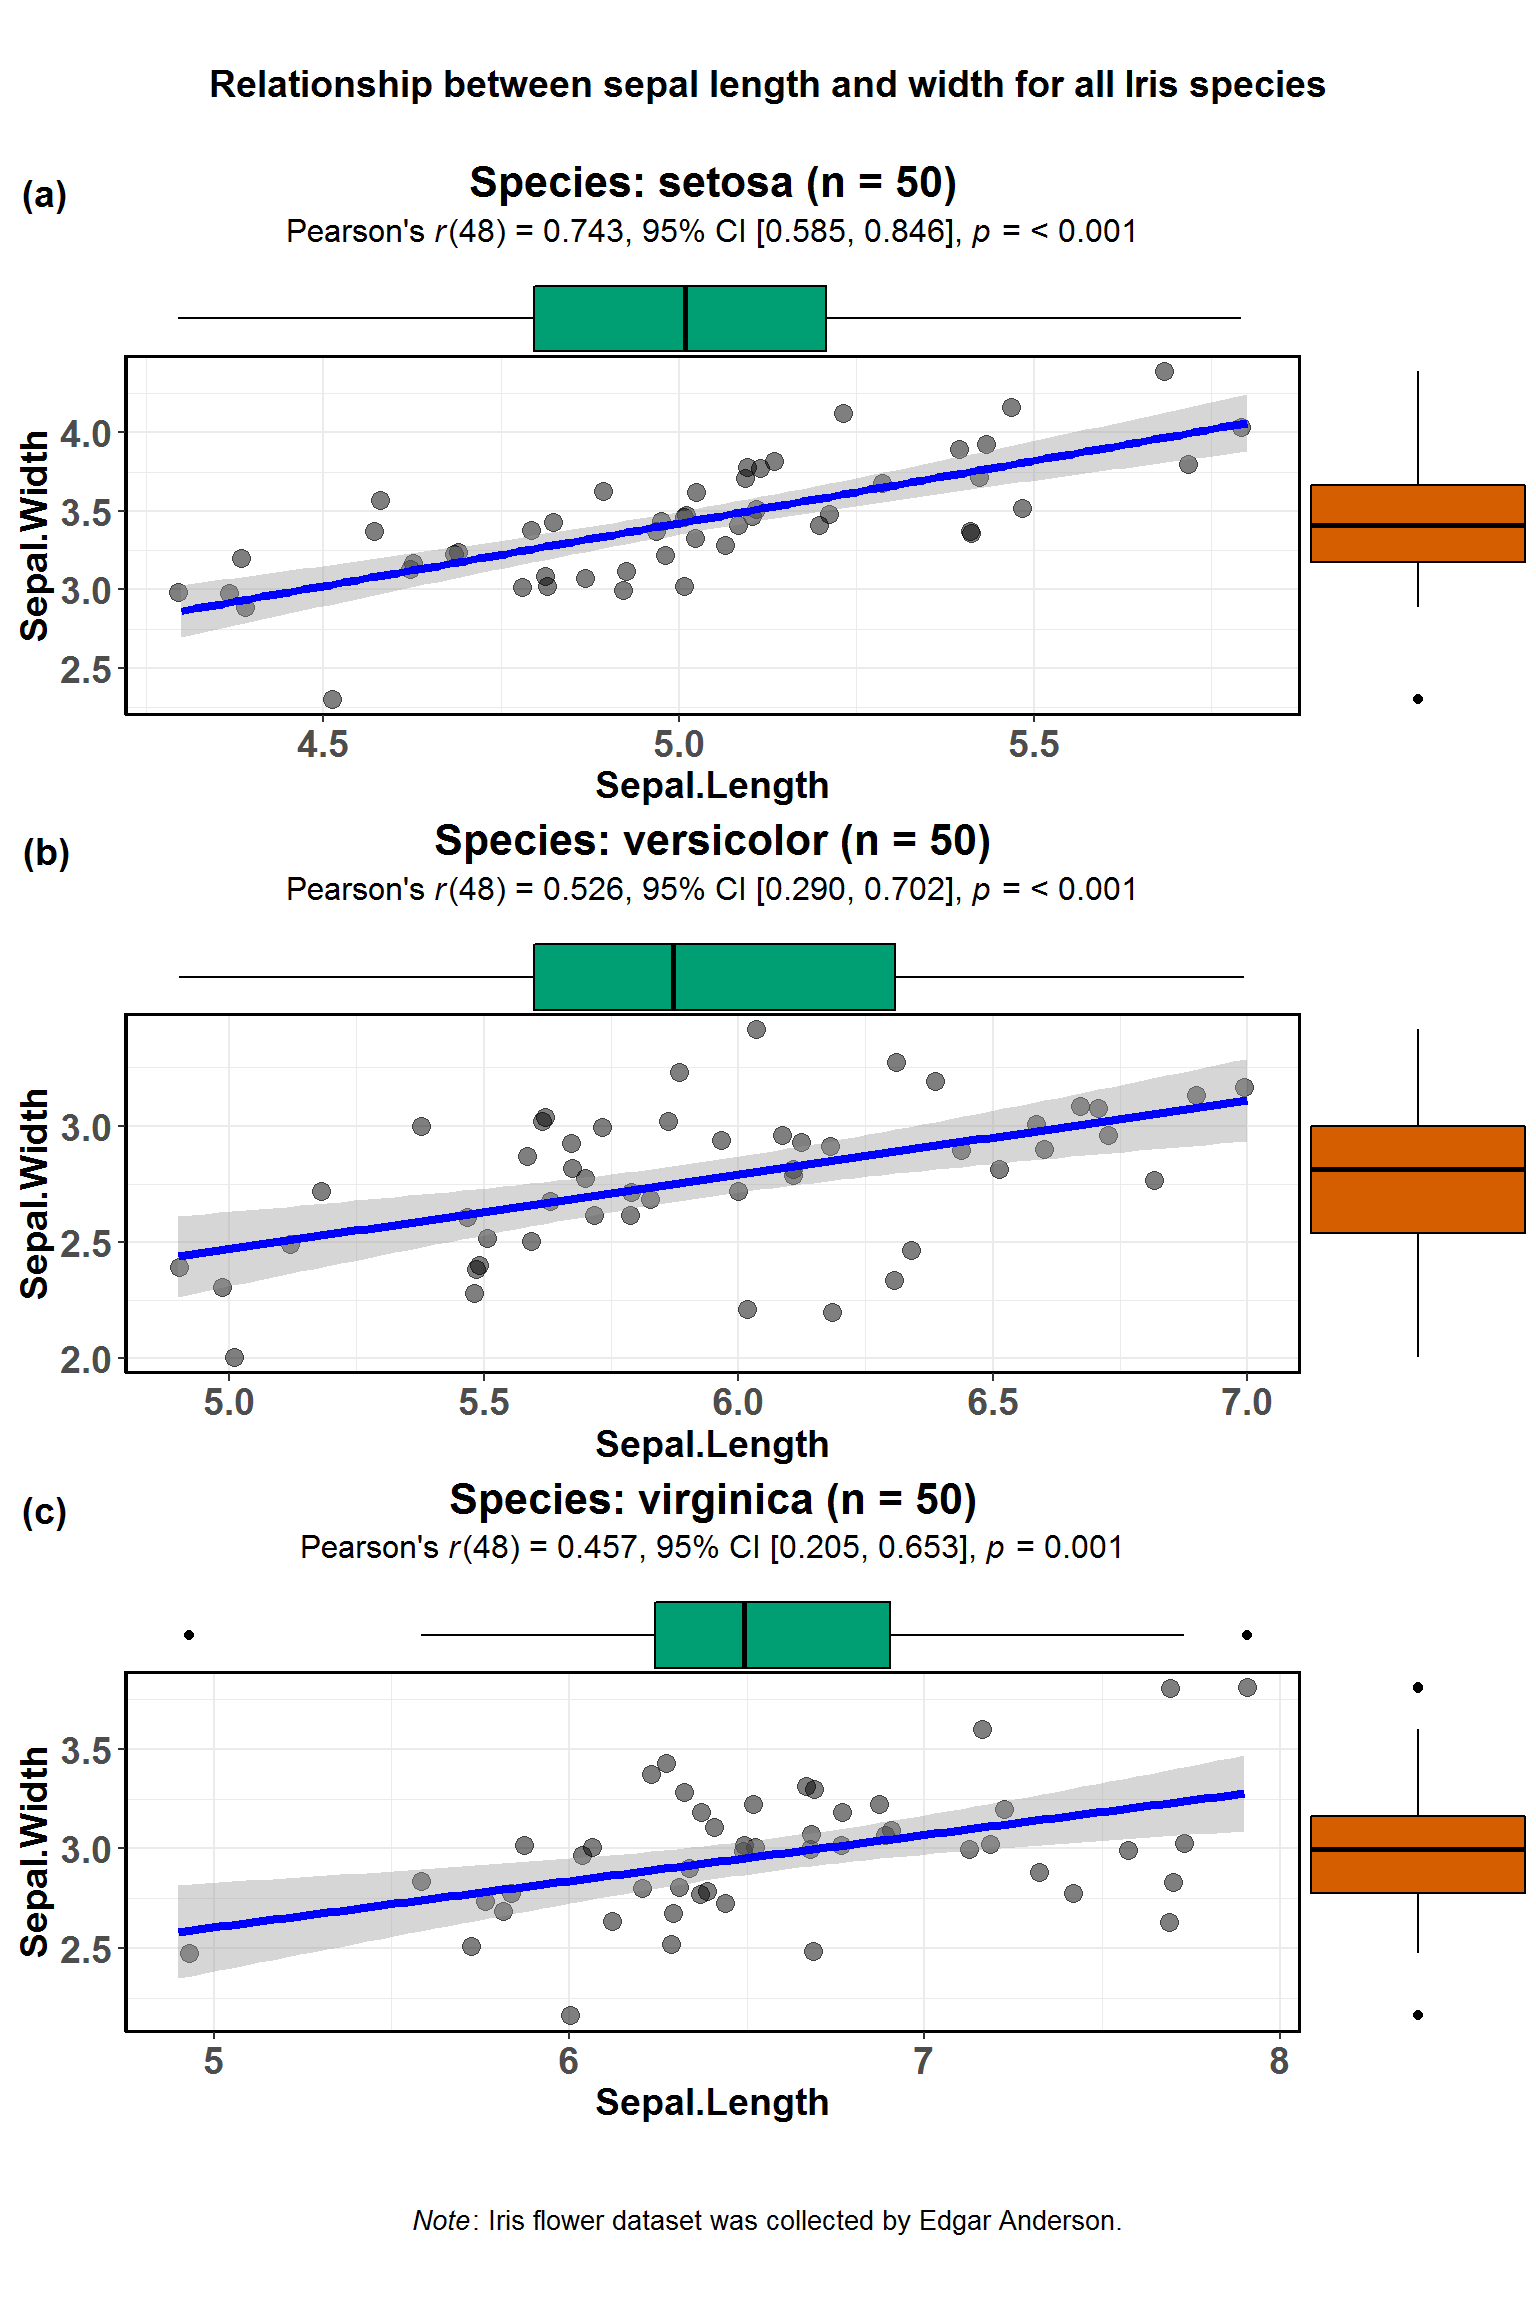 Relationship between sepal length and width for all Iris species
(a)
Species: setosa (n = 50)
Pearson's r(48) = 0.743, 95% CI [0.585, 0.846], p = < 0.001
Sepal.Width
4.0
3.5
3.0
2.5
4.5 5.0 5.5
Sepal.Length
(b)
Species: versicolor (n = 50)
Pearson's r(48) = 0.526, 95% CI [0.290, 0.702], p = < 0.001
Sepal.Width
3.0
2.5
2.0
5.0 5.5 6.0 6.5 7.0
Sepal.Length
(c)
Species: virginica (n = 50)
Pearson's r(48) = 0.457, 95% CI [0.205, 0.653], p = 0.001
Sepal.Width
3.5
3.0
2.5
5 6 7 8
Sepal.Length
Note: Iris flower dataset was collected by Edgar Anderson.